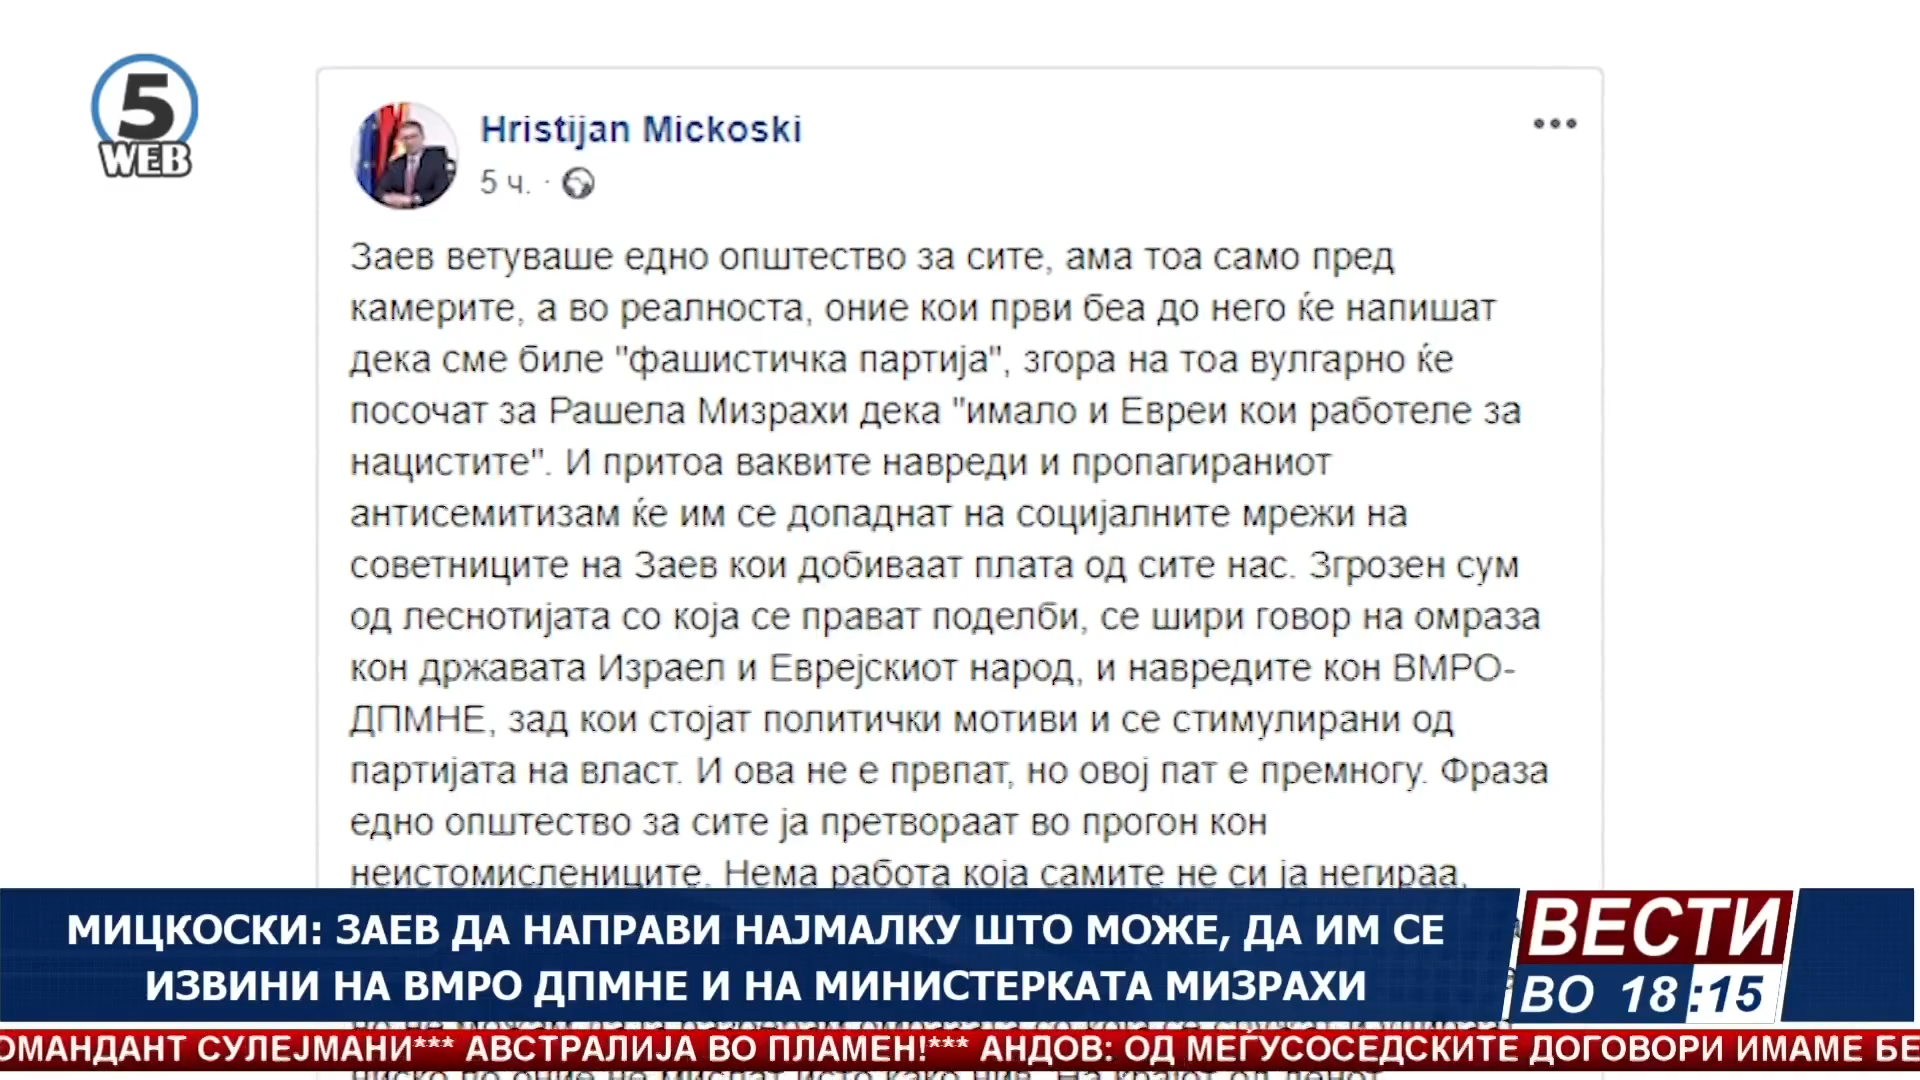 5
WEB
Hristijan Mickoski
5 ч. ·
Заев ветуваше едно општество за сите, ама тоа само пред
камерите, а во реалноста, оние кои први беа до него ќе напишат
дека сме биле "фашистичка партија", згора на тоа вулгарно ќе
посочат за Рашела Мизрахи дека "имало и Евреи кои работеле за
нацистите". И притоа ваквите навреди и пропагираниот
антисемитизам ќе им се допаднат на социјалните мрежи на
советниците на Заев кои добиваат плата од сите нас. Згрозен сум
од леснотијата со која се прават поделби, се шири говор на омраза
кон државата Израел и Еврејскиот народ, и навредите кон ВМРО-
ДПМНЕ, зад кои стојат политички мотиви и се стимулирани од
партијата на власт. И ова не е првпат, но овој пат е премногу. Фраза
едно општество за сите ја претвораат во прогон кон
неистомислениците. Нема работа која самите не си ја негираа,
МИЦКОСКИ: ЗАЕВ ДА НАПРАВИ НАЈМАЛКУ ШТО МОЖЕ, ДА ИМ СЕ
ИЗВИНИ НА ВМРО ДПМНЕ И НА МИНИСТЕРКАТА МИЗРАХИ
ВЕСТИ
ВО 18:15
ОМАНДАНТ СУЛЕЈМАНИ*** АВСТРАЛИЈА ВО ПЛАМЕН!*** АНДОВ: ОД МЕЃУСОСЕДСКИТЕ ДОГОВОРИ ИМАМЕ БЕ